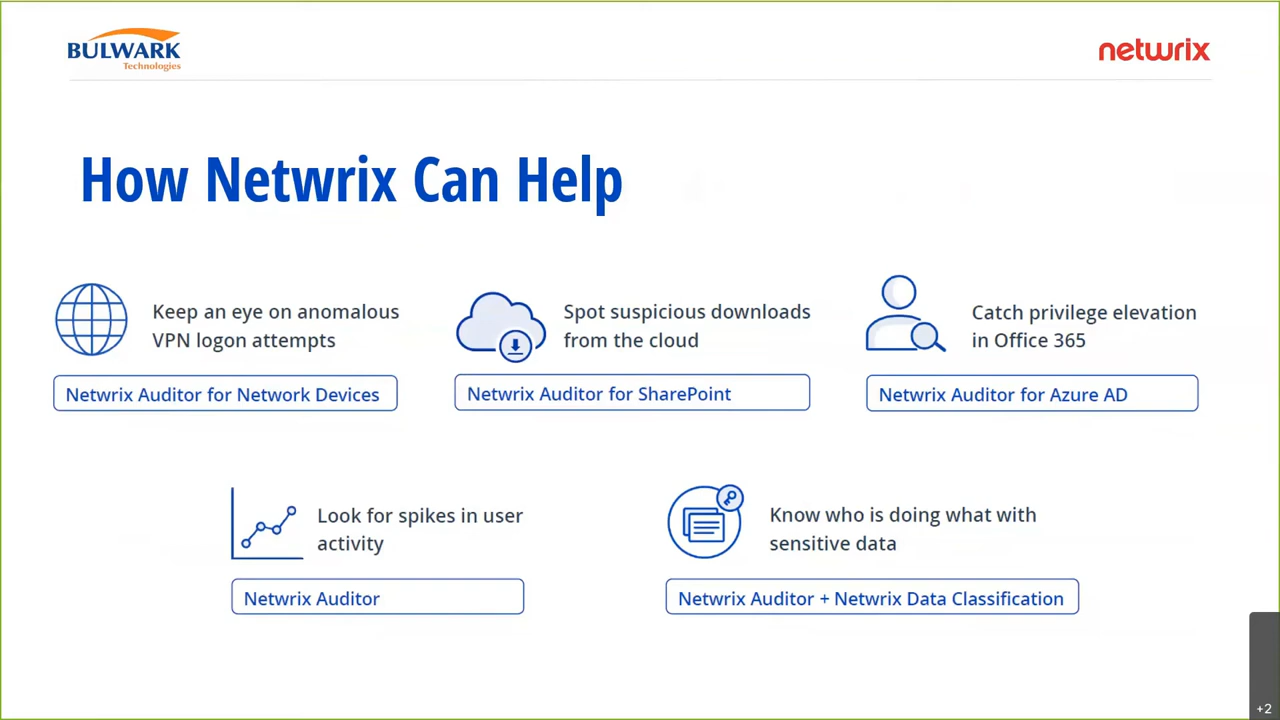 BULWARK
Technologies
netwrix
How Netwrix Can Help
Keep an eye on anomalous
VPN logon attempts
Netwrix Auditor for Network Devices
Spot suspicious downloads
from the cloud
Netwrix Auditor for SharePoint
Catch privilege elevation
in Office 365
Netwrix Auditor for Azure AD
Look for spikes in user
activity
Netwrix Auditor
Know who is doing what with
sensitive data
Netwrix Auditor + Netwrix Data Classification
+2